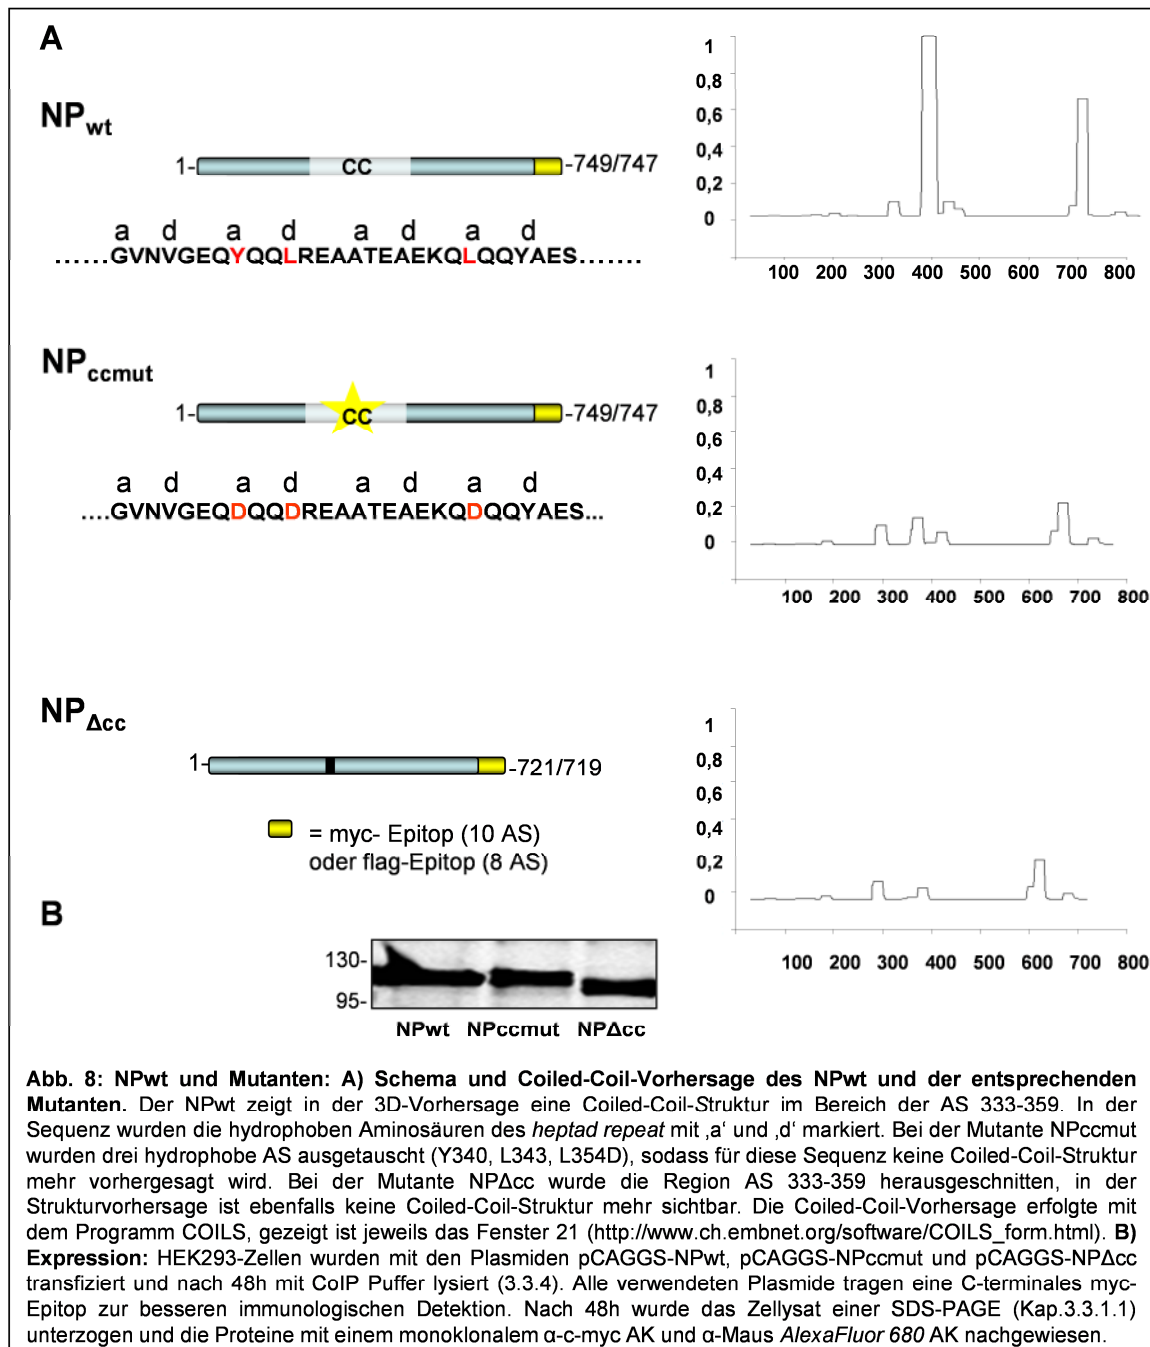 A
NPwt
1-
CC
-749/747
a d a d a d a d
......GVNVGEQYQQLREAATEAEKQLQQYAES.......
1
0,8
0,6
0,4
0,2
0
100 200 300 400 500 600 700 800
NPccmut
1-
CC
-749/747
a d a d a d a d
....GVNVGEQDQQDREAATEAEKQDQQYAES...
1
0,8
0,6
0,4
0,2
0
100 200 300 400 500 600 700 800
NPΔcc
1-
-721/719
= myc- Epitop (10 AS)
oder flag-Epitop (8 AS)
1
0,8
0,6
0,4
0,2
0
100 200 300 400 500 600 700 800
B
130-
95-
NPwt NPccmut NPΔcc
Abb. 8: NPwt und Mutanten: A) Schema und Coiled-Coil-Vorhersage des NPwt und der entsprechenden
Mutanten. Der NPwt zeigt in der 3D-Vorhersage eine Coiled-Coil-Struktur im Bereich der AS 333-359. In der
Sequenz wurden die hydrophoben Aminosäuren des heptad repeat mit ‚a‘ und ‚d‘ markiert. Bei der Mutante NPccmut
wurden drei hydrophobe AS ausgetauscht (Y340, L343, L354D), sodass für diese Sequenz keine Coiled-Coil-Struktur
mehr vorhergesagt wird. Bei der Mutante NPΔcc wurde die Region AS 333-359 herausgeschnitten, in der
Strukturvorhersage ist ebenfalls keine Coiled-Coil-Struktur mehr sichtbar. Die Coiled-Coil-Vorhersage erfolgte mit
dem Programm COILS, gezeigt ist jeweils das Fenster 21 (http://www.ch.embnet.org/software/COILS_form.html). B)
Expression: HEK293-Zellen wurden mit den Plasmiden pCAGGS-NPwt, pCAGGS-NPccmut und pCAGGS-NPΔcc
transfiziert und nach 48h mit CoIP Puffer lysiert (3.3.4). Alle verwendeten Plasmide tragen eine C-terminales myc-
Epitop zur besseren immunologischen Detektion. Nach 48h wurde das Zellysat einer SDS-PAGE (Kap.3.3.1.1)
unterzogen und die Proteine mit einem monoklonalem α-c-myc AK und α-Maus AlexaFluor 680 AK nachgewiesen.